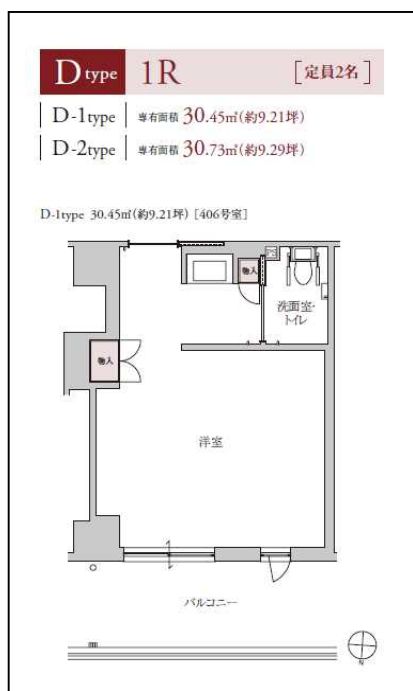 D type 1R [定員2名]
D-1type 専有面積 30.45㎡(約9.21坪)
D-2type 専有面積 30.73㎡(約9.29坪)
D-1type 30.45㎡(約9.21坪) [406号室]
物入
洗面室・
トイレ
物入
洋室
バルコニー
N